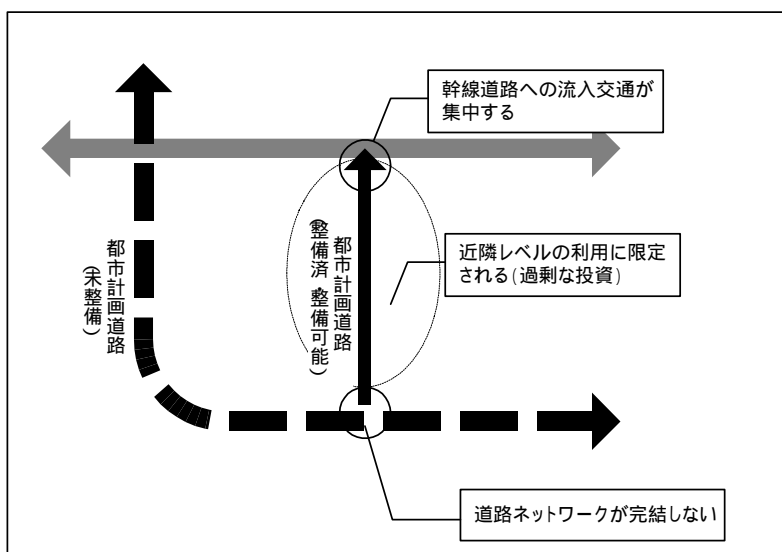 幹線道路への流入交通が
集中する
都市計画道路
(未整備)
都市計画道路
(整備済・整備可能)
近隣レベルの利用に限定
される(過剰な投資)
道路ネットワークが完結しない